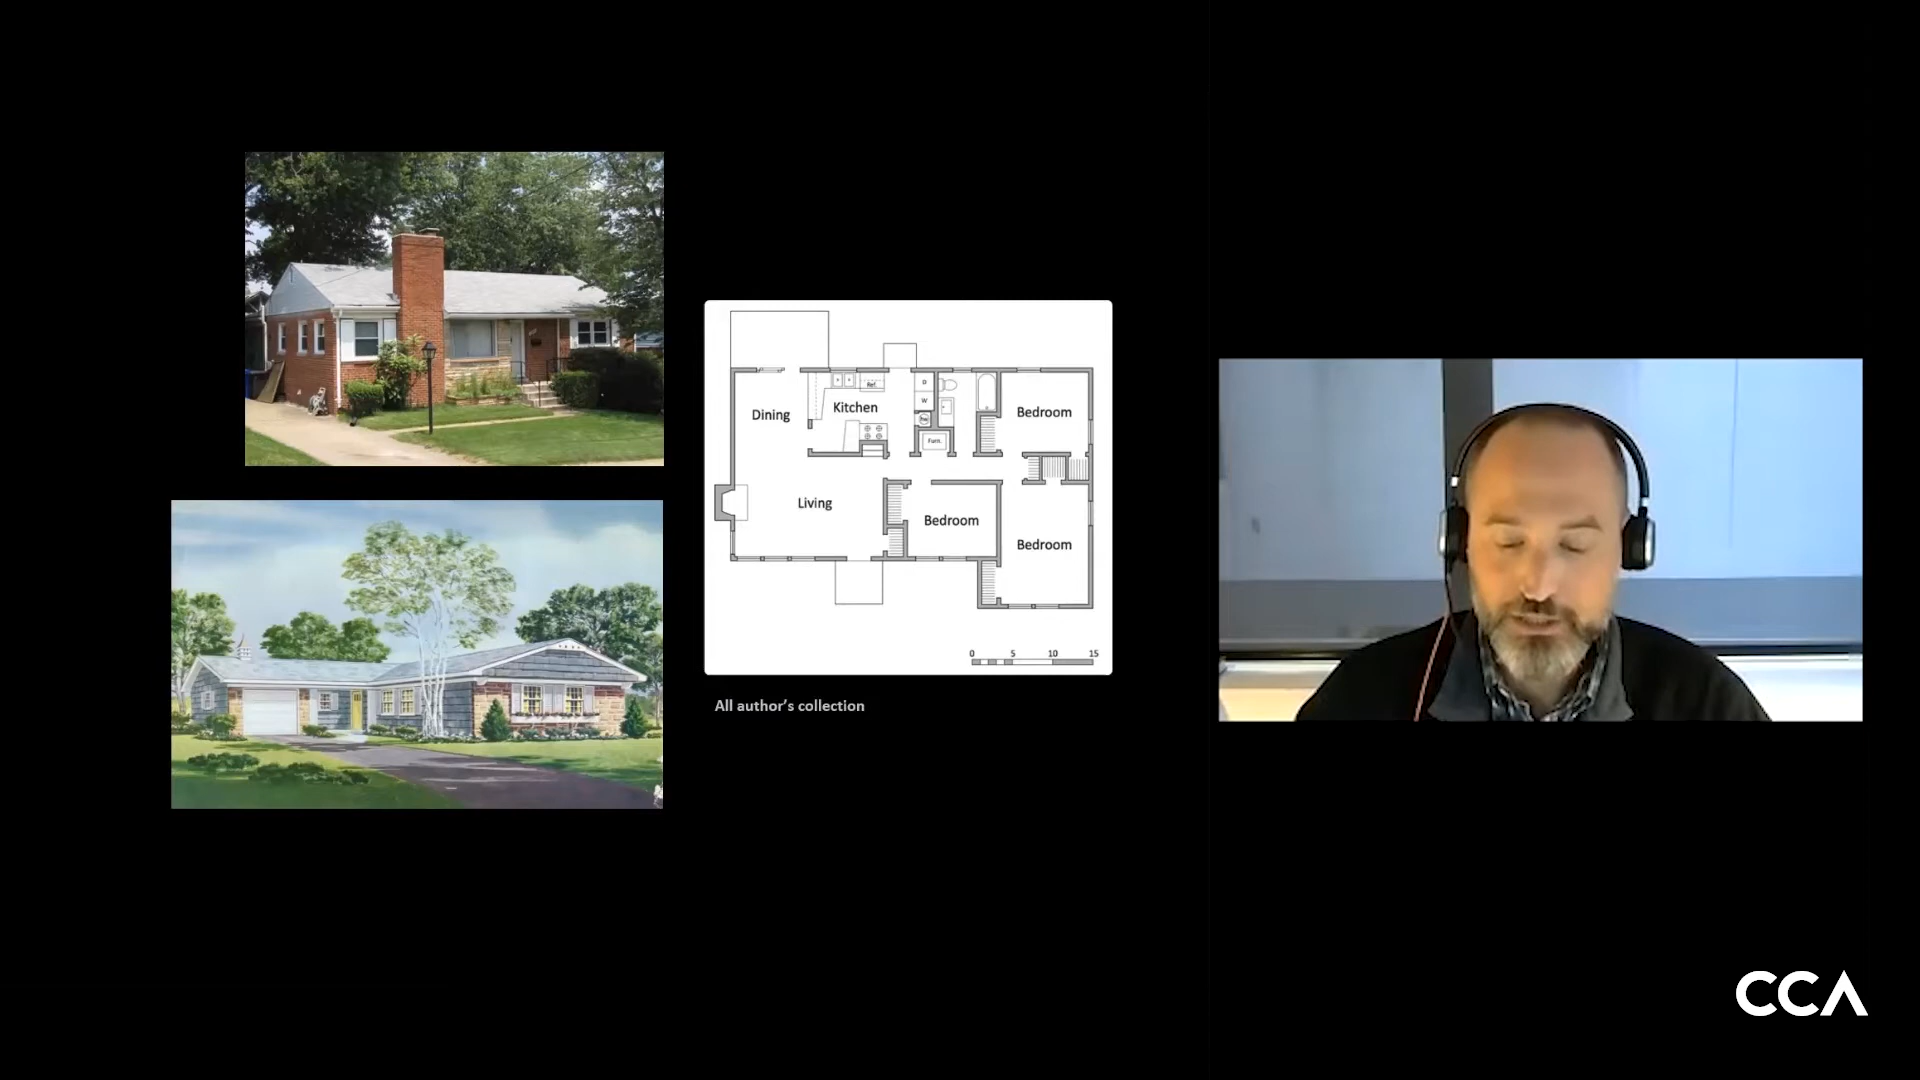 Dining
Kitchen
Ref.
D
W
Furn.
Bedroom
Living
Bedroom
Bedroom
0 5 10 15
All author's collection
CCA